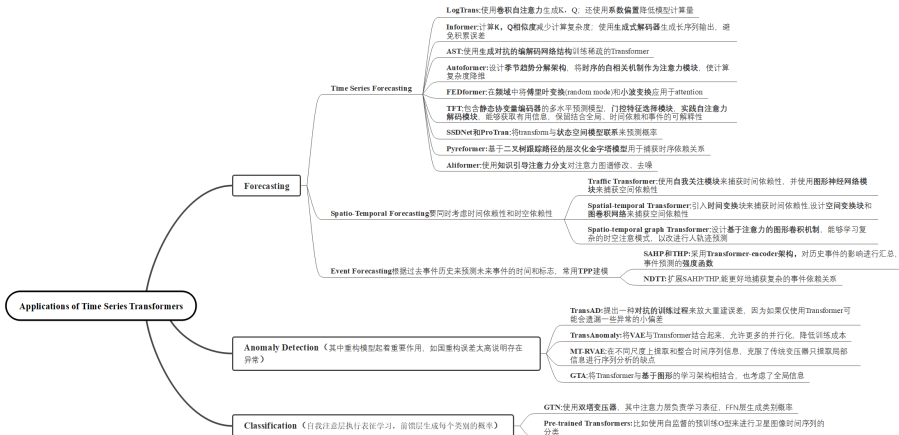 LogTrans:使用卷积自注意力生成K，Q；还使用系数偏置降低模型计算量
Informer:计算K，Q相似度减少计算复杂度；使用生成式解码器生成长序列输出，避
免积累误差
AST:使用生成对抗的编解码网络结构训练稀疏的Transformer
Autoformer:设计季节趋势分解架构，将时序的自相关机制作为注意力模块，使计算
复杂度降维
Time Series Forecasting
FEDformer:在频域中将傅里叶变换(random mode)和小波变换应用于attention
TFT:包含静态协变量编码器的多水平预测模型，门控特征选择模块，实践自注意力
解码模块，能够获取有用信息，保留结合全局、时间依赖和事件的可解释性
SSDNet和ProTran:将transform与状态空间模型联系来预测概率
Pyreformer:基于二叉树跟踪路径的层次化金字塔模型用于捕获时序依赖关系
Aliformer:使用知识引导注意力分支对注意力图谱修改、去噪
Forecasting
Traffic Transformer:使用自我关注模块来捕获时间依赖性，并使用图形神经网络模
块来捕获空间依赖性
Spatio-Temporal Forecasting要同时考虑时间依赖性和时空依赖性
Spatial-temporal Transformer:引入时间变换块来捕获时间依赖性;设计空间变换块和
图卷积网络来捕获空间依赖性
Spatio-temporal graph Transformer:设计基于注意力的图形卷积机制，能够学习复
杂的时空注意模式，以改进行人轨迹预测
Event Forecasting根据过去事件历史来预测未来事件的时间和标志，常用TPP建模
SAHP和THP:采用Transformer-encoder架构，对历史事件的影响进行汇总，
事件预测的强度函数
NDTT:扩展SAHP/THP,能更好地捕获复杂的事件依赖关系
Applications of Time Series Transformers
Anomaly Detection（其中重构模型起着重要作用，如国重构误差太高说明存在
异常）
TransAD:提出一种对抗的训练过程来放大重建误差，因为如果仅使用Transformer可
能会遗漏一些异常的小偏差
TransAnomaly:将VAE与Transformer结合起来，允许更多的并行化，降低训练成本
MT-RVAE:在不同尺度上提取和整合时间序列信息，克服了传统变压器只提取局部
信息进行序列分析的缺点
GTA:将Transformer与基于图形的学习架构相结合，也考虑了全局信息
Classification（自我注意层执行表征学习，前馈层生成每个类别的概率）
GTN:使用双塔变压器，其中注意力层负责学习表征，FFN层生成类别概率
Pre-trained Transformers:比如使用自监督的预训练O型来进行卫星图像时间序列的
分类